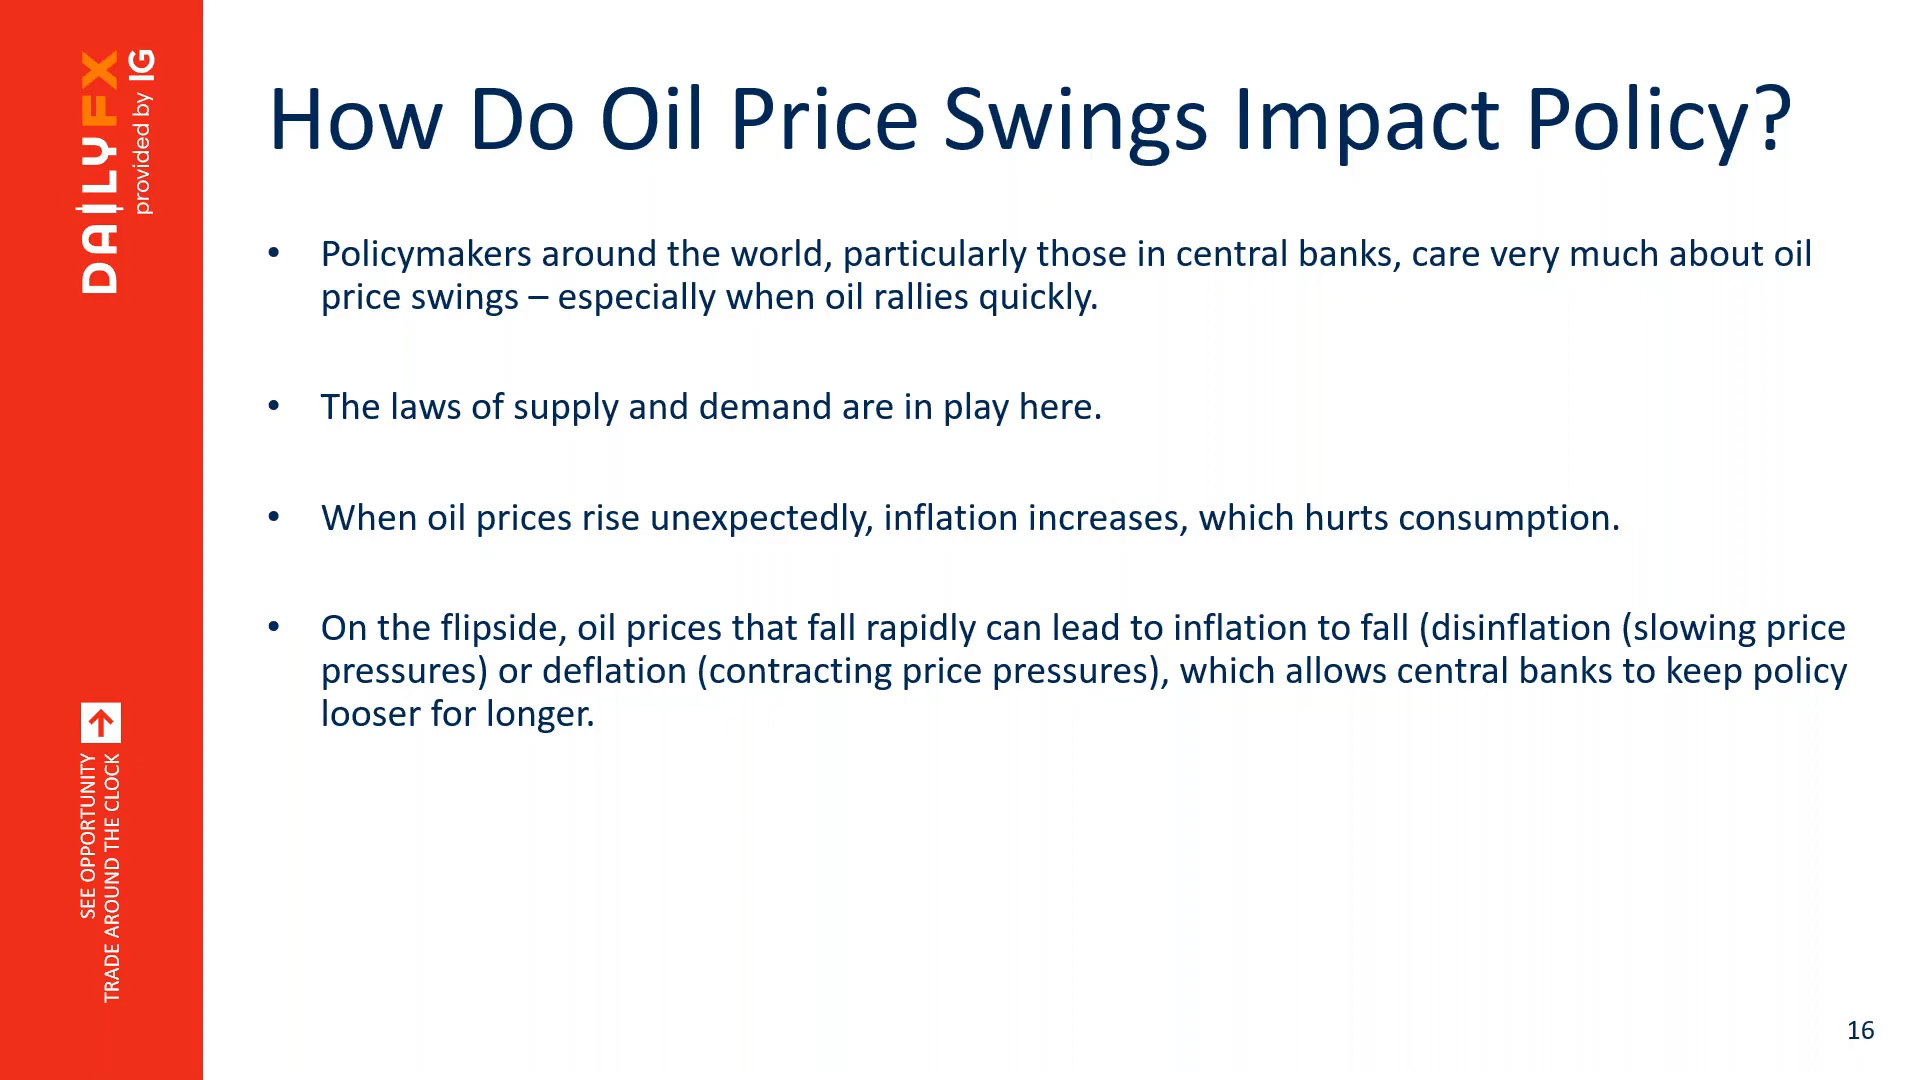 DAILYFX
provided by IG
How Do Oil Price Swings Impact Policy?
• Policymakers around the world, particularly those in central banks, care very much about oil
price swings – especially when oil rallies quickly.
• The laws of supply and demand are in play here.
• When oil prices rise unexpectedly, inflation increases, which hurts consumption.
• On the flipside, oil prices that fall rapidly can lead to inflation to fall (disinflation (slowing price
pressures) or deflation (contracting price pressures), which allows central banks to keep policy
looser for longer.
SEE OPPORTUNITY
TRADE AROUND THE CLOCK
16